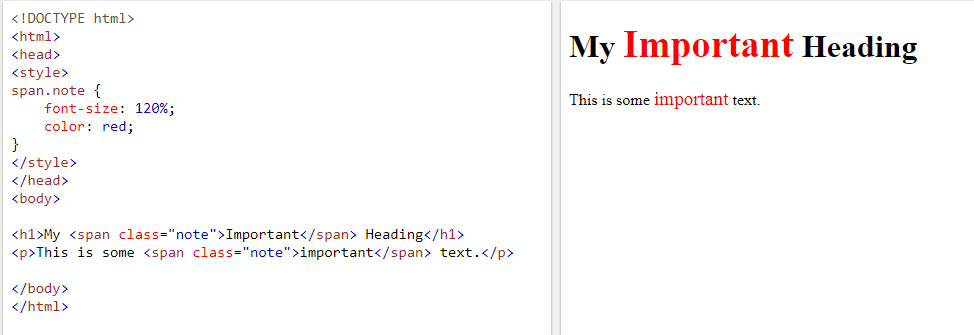 <!DOCTYPE html>
<html>
<head>
<style>
span.note {
    font-size: 120%;
    color: red;
}
</style>
</head>
<body>

<h1>My <span class="note">Important</span> Heading</h1>
<p>This is some <span class="note">important</span> text.</p>

</body>
</html>
My Important Heading
This is some important text.